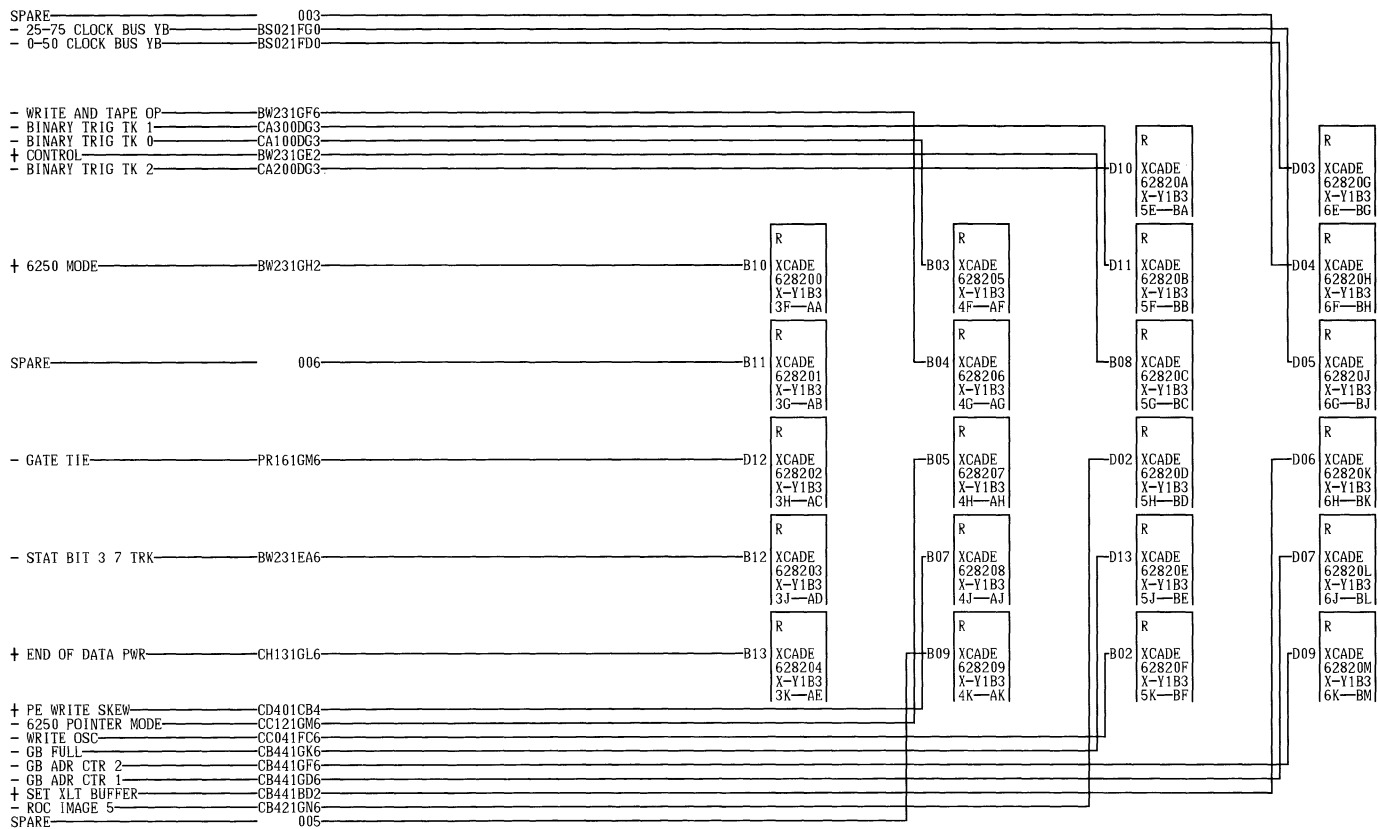 SPARE 003
- 25-75 CLOCK BUS YB BS021FG0
- 0-50 CLOCK BUS YB BS021FD0
- WRITE AND TAPE OP BW231GF6
- BINARY TRIG TK 1 CA300DG3
- BINARY TRIG TK 0 CA100DG3
+ CONTROL BW231GE2
- BINARY TRIG TK 2 CA200DG3
R R
D10 XCADE D03 XCADE
62820A 62820G
X-Y1B3 X-Y1B3
5E—BA 6E—BG
R R R R
+ 6250 MODE BW231GH2 B10 XCADE B03 XCADE D11 XCADE D04 XCADE
628200 628205 62820B 62820H
X-Y1B3 X-Y1B3 X-Y1B3 X-Y1B3
3F—AA 4F—AF 5F—BB 6F—BH
R R R R
SPARE 006 B11 XCADE B04 XCADE B08 XCADE D05 XCADE
628201 628206 62820C 62820J
X-Y1B3 X-Y1B3 X-Y1B3 X-Y1B3
3G—AB 4G—AG 5G—BC 6G—BJ
R R R R
- GATE TIE PR161GM6 D12 XCADE B05 XCADE D02 XCADE D06 XCADE
628202 628207 62820D 62820K
X-Y1B3 X-Y1B3 X-Y1B3 X-Y1B3
3H—AC 4H—AH 5H—BD 6H—BK
R R R R
- STAT BIT 3 7 TRK BW231EA6 B12 XCADE B07 XCADE D13 XCADE D07 XCADE
628203 628208 62820E 62820L
X-Y1B3 X-Y1B3 X-Y1B3 X-Y1B3
3J—AD 4J—AJ 5J—BE 6J—BL
R R R R
+ END OF DATA PWR CH131GL6 B13 XCADE B09 XCADE B02 XCADE D09 XCADE
628204 628209 62820F 62820M
X-Y1B3 X-Y1B3 X-Y1B3 X-Y1B3
3K—AE 4K—AK 5K—BF 6K—BM
+ PE WRITE SKEW CD401CB4
- 6250 POINTER MODE CC121GM6
- WRITE OSC CC041FC6
- GB FULL CB441GK6
- GB ADR CTR 2 CB441GF6
- GB ADR CTR 1 CB441GD6
+ SET XLT BUFFER CB441BD2
- ROC IMAGE 5 CB421GN6
SPARE 005